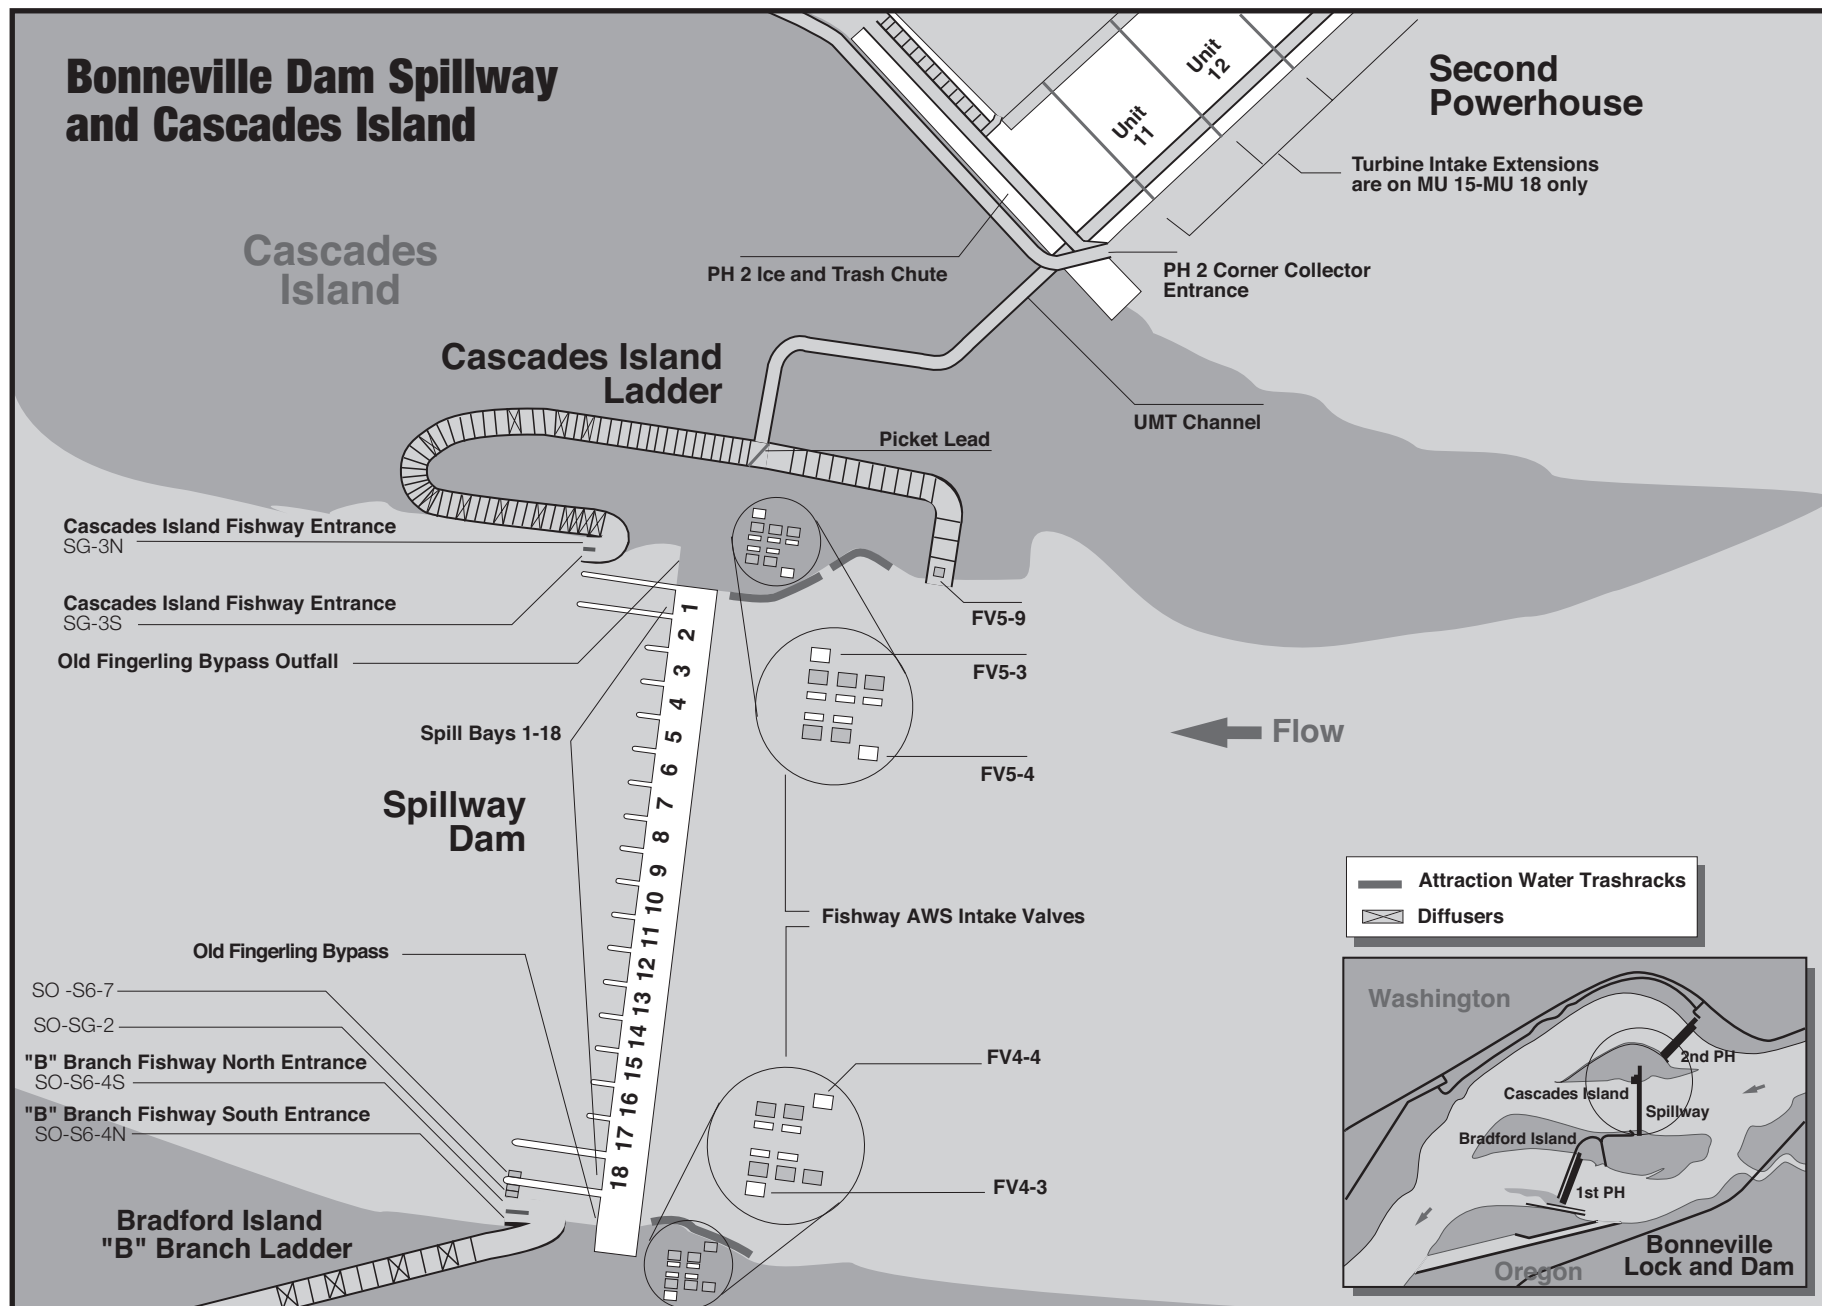 Bonneville Dam Spillway
and Cascades Island
Unit
12
Unit
11
Second
Powerhouse
Turbine Intake Extensions
are on MU 15-MU 18 only
Cascades
Island
PH 2 Ice and Trash Chute
PH 2 Corner Collector
Entrance
Cascades Island
Ladder
UMT Channel
Picket Lead
Cascades Island Fishway Entrance
SG-3N
Cascades Island Fishway Entrance
SG-3S
Old Fingerling Bypass Outfall
FV5-9
FV5-3
FV5-4
Flow
Spill Bays 1-18
Spillway
Dam
1
2
3
4
5
6
7
8
9
10
11
12
13
14
15
16
17
18
Fishway AWS Intake Valves
Old Fingerling Bypass
SO -S6-7
SO-SG-2
"B" Branch Fishway North Entrance
SO-S6-4S
"B" Branch Fishway South Entrance
SO-S6-4N
FV4-4
FV4-3
Bradford Island
"B" Branch Ladder
Attraction Water Trashracks
Diffusers
Washington
2nd PH
Cascades Island
Spillway
Bradford Island
1st PH
Bonneville
Lock and Dam
Oregon